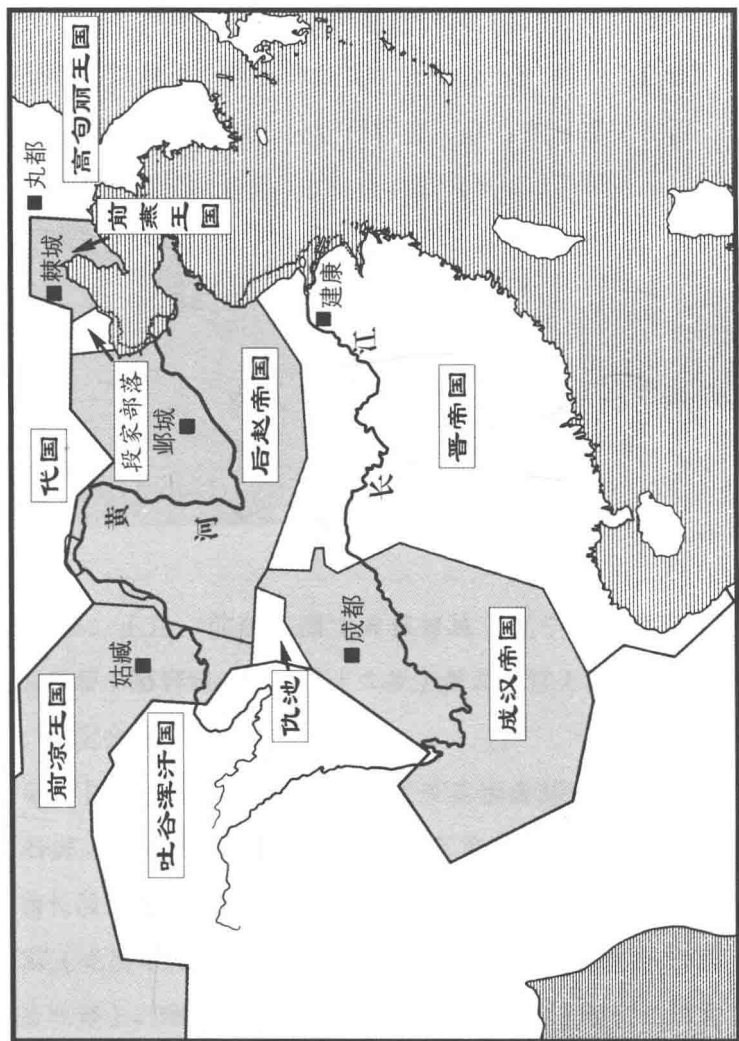 高句丽王国
丸都
前燕王国
棘城
段家部落
代国
邺城
后赵帝国
黄
河
建康
长
江
晋帝国
前凉王国
姑臧
吐谷浑汗国
仇池
成都
成汉帝国